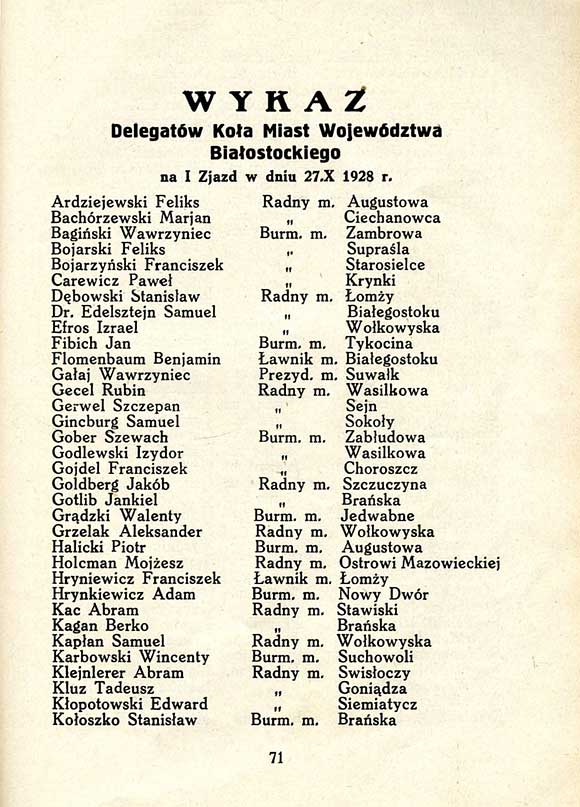 WYKAZ
Delegatów Koła Miast Województwa
Białostockiego
na I Zjazd w dniu 27.X 1928 r.
Ardziejewski Feliks Radny m. Augustowa
Bachórzewski Marjan „ Ciechanowca
Bagiński Wawrzyniec Burm. m. Zambrowa
Bojarski Feliks „ Supraśla
Bojarzyński Franciszek „ Starosielce
Carewicz Paweł „ Krynki
Dębowski Stanisław Radny m. Łomży
Dr. Edelsztejn Samuel „ Białegostoku
Efros Izrael „ Wołkowyska
Fibich Jan Burm. m. Tykocina
Flomenbaum Benjamin Ławnik m. Białegostoku
Gałaj Wawrzyniec Prezyd. m. Suwałk
Gecel Rubin Radny m. Wasilkowa
Gerwel Szczepan „ Sejn
Gincburg Samuel „ Sokoły
Gober Szewach Burm. m. Zabłudowa
Godlewski Izydor „ Wasilkowa
Gojdel Franciszek „ Choroszcz
Goldberg Jakób Radny m. Szczuczyna
Gotlib Jankiel „ Brańska
Grądzki Walenty Burm. m. Jedwabne
Grzelak Aleksander Radny m. Wołkowyska
Halicki Piotr Burm. m. Augustowa
Holcman Mojżesz Radny m. Ostrowi Mazowieckiej
Hryniewicz Franciszek Ławnik m. Łomży
Hrynkiewicz Adam Burm. m. Nowy Dwór
Kac Abram Radny m. Stawiski
Kagan Berko „ Brańska
Kapłan Samuel Radny m. Wołkowyska
Karbowski Wincenty Burm. m. Suchowoli
Klejnlerer Abram Radny m. Swisłoczy
Kluz Tadeusz „ Goniądza
Kłopotowski Edward „ Siemiatycz
Kołoszko Stanisław Burm. m. Brańska
71